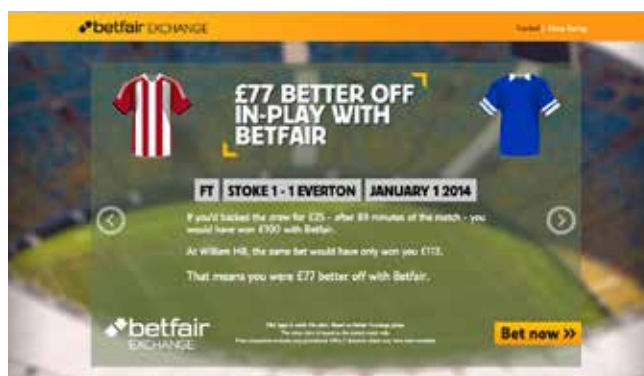 betfair EXCHANGE
£77 BETTER OFF
IN-PLAY WITH
BETFAIR
FT STOKE 1 - 1 EVERTON JANUARY 1 2014
If you'd backed the draw for £25 - after 89 minutes of the match - you
would have won £190 with Betfair.
At William Hill, the same bet would have only won you £113.
That means you were £77 better off with Betfair.
betfair
EXCHANGE
Bet now »